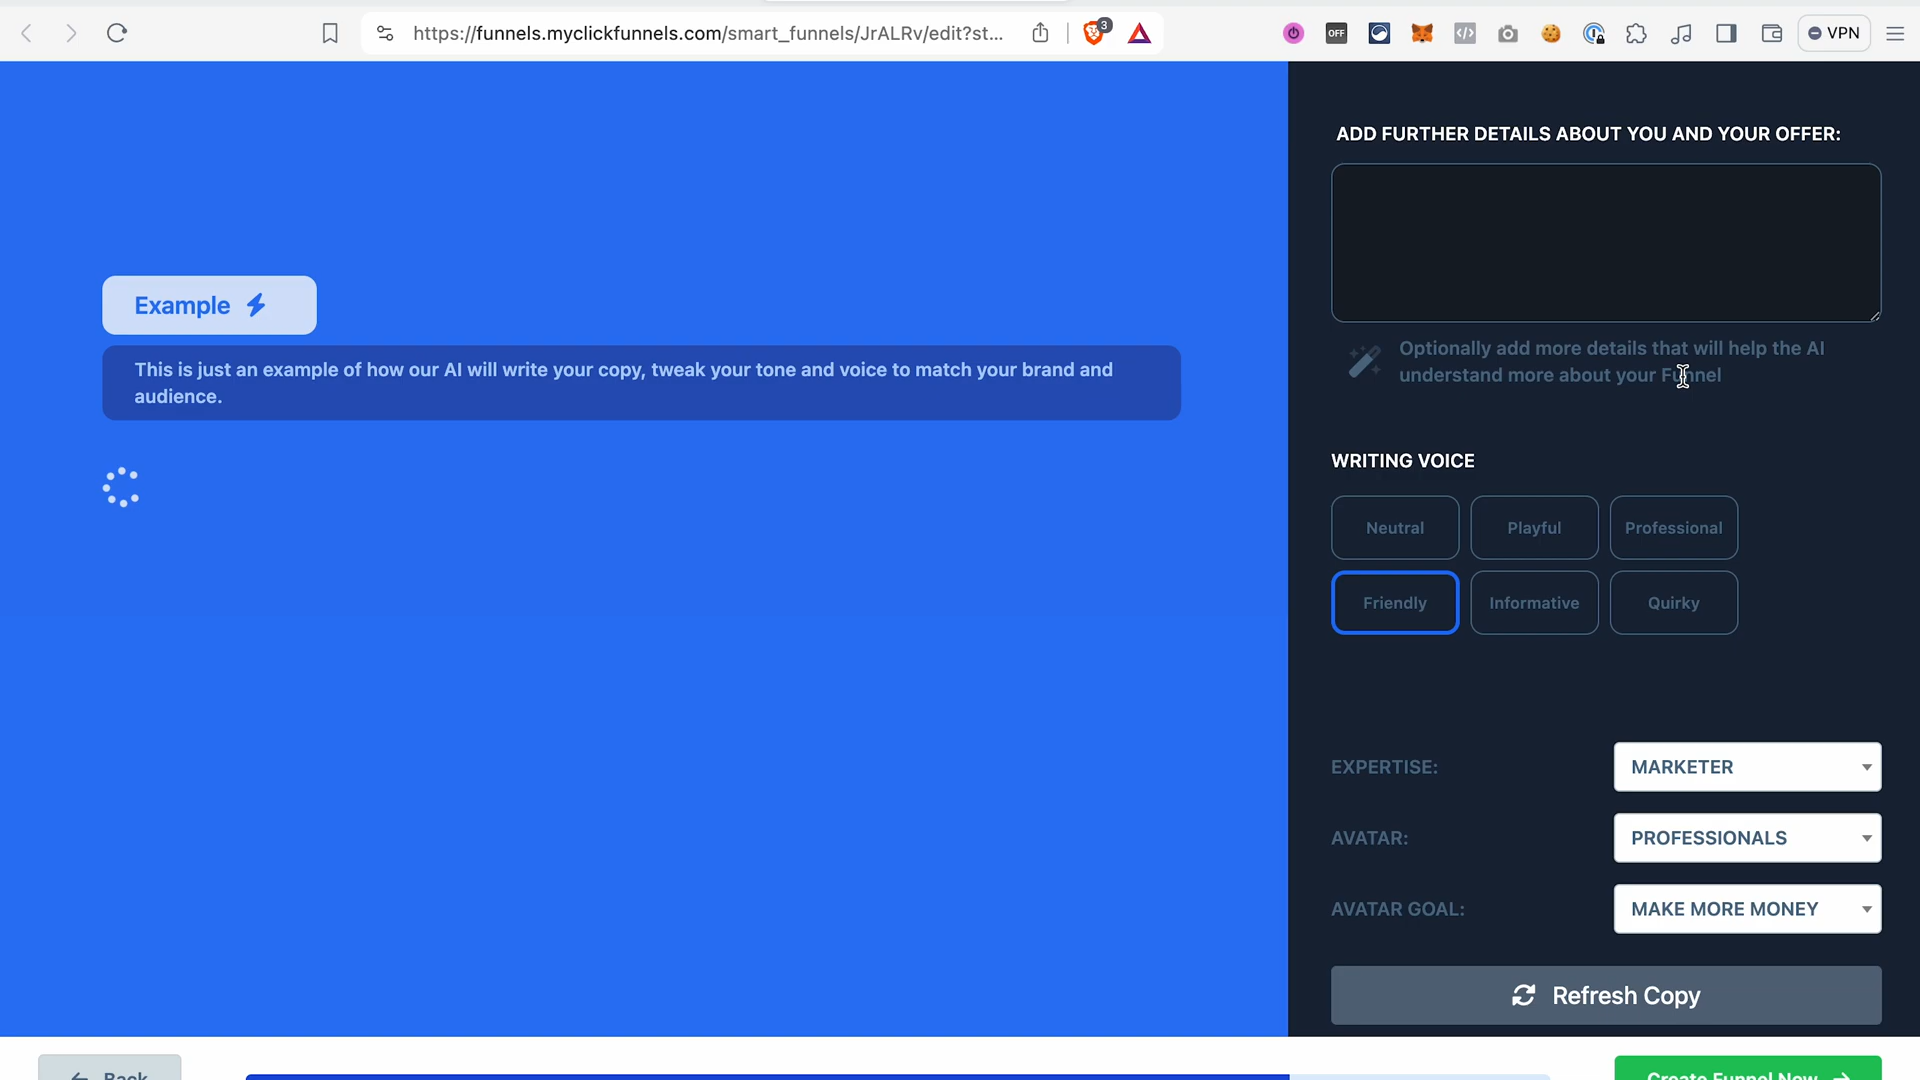 https://funnels.myclickfunnels.com/smart_funnels/JrALRv/edit?st...
3
OFF
VPN
ADD FURTHER DETAILS ABOUT YOU AND YOUR OFFER:
Example
This is just an example of how our AI will write your copy, tweak your tone and voice to match your brand and
audience.
Optionally add more details that will help the AI
understand more about your Funnel
WRITING VOICE
Neutral
Playful
Professional
Friendly
Informative
Quirky
EXPERTISE:
MARKETER
AVATAR:
PROFESSIONALS
AVATAR GOAL:
MAKE MORE MONEY
Refresh Copy
Back
Create Funnel Now